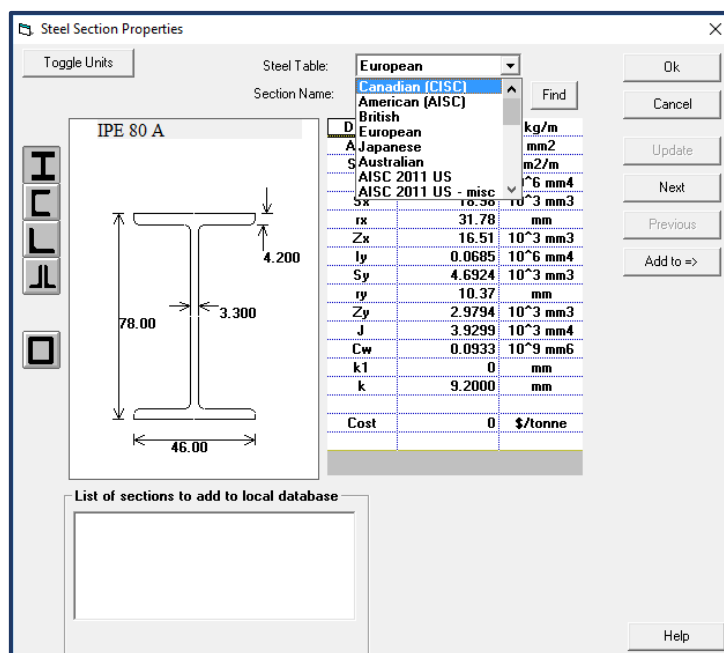 Steel Section Properties
Toggle Units
Steel Table:
European
Ok
Section Name:
Find
Cancel
Canadian (CISC)
American (AISC)
British
European
Japanese
Australian
AISC 2011 US
AISC 2011 US - misc
IPE 80 A
4.200
3.300
78.00
46.00
D kg/m
A mm2
S m2/m
^6 mm4
Sx 18.58 10^3 mm3
rx 31.78 mm
Zx 16.51 10^3 mm3
Iy 0.0685 10^6 mm4
Sy 4.6924 10^3 mm3
ry 10.37 mm
Zy 2.9794 10^3 mm3
J 3.9299 10^3 mm4
Cw 0.0933 10^9 mm6
k1 0 mm
k 9.2000 mm
Cost 0 $/tonne
Update
Next
Previous
Add to =>
List of sections to add to local database
Help